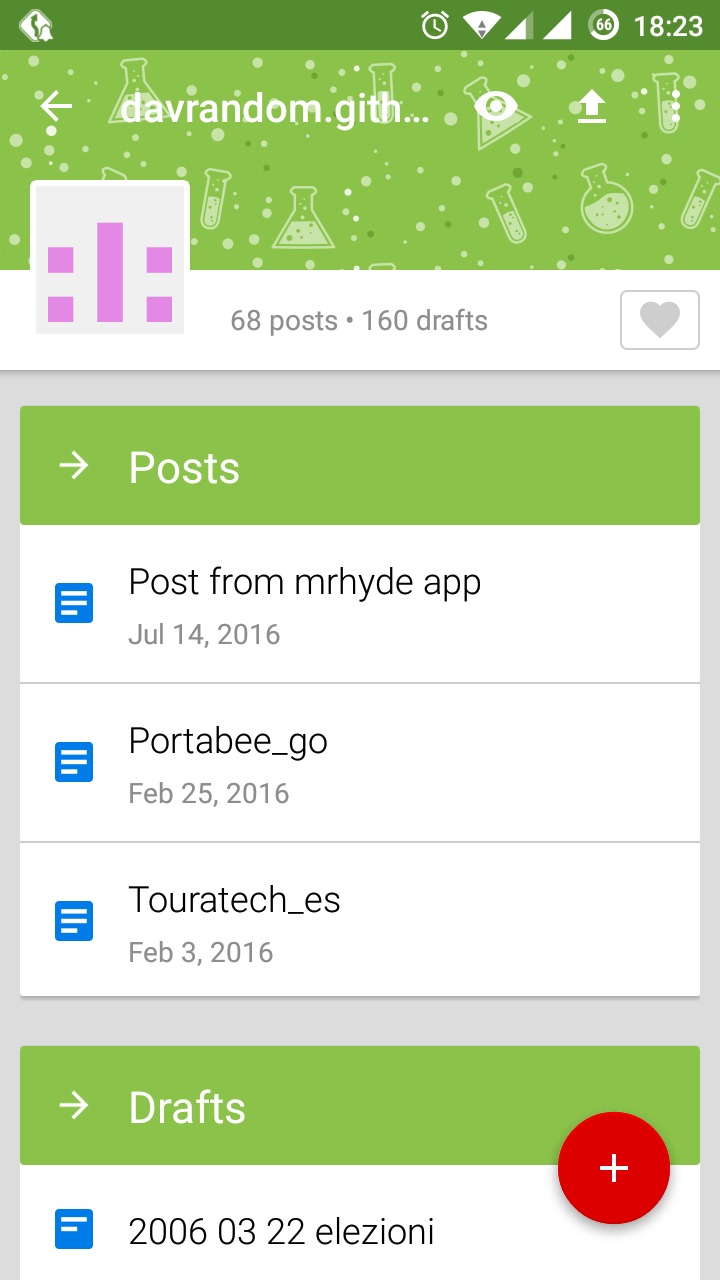 66 18:23
davrandom.gith...
68 posts • 160 drafts
Posts
Post from mrhyde app
Jul 14, 2016
Portabee_go
Feb 25, 2016
Touratech_es
Feb 3, 2016
Drafts
2006 03 22 elezioni